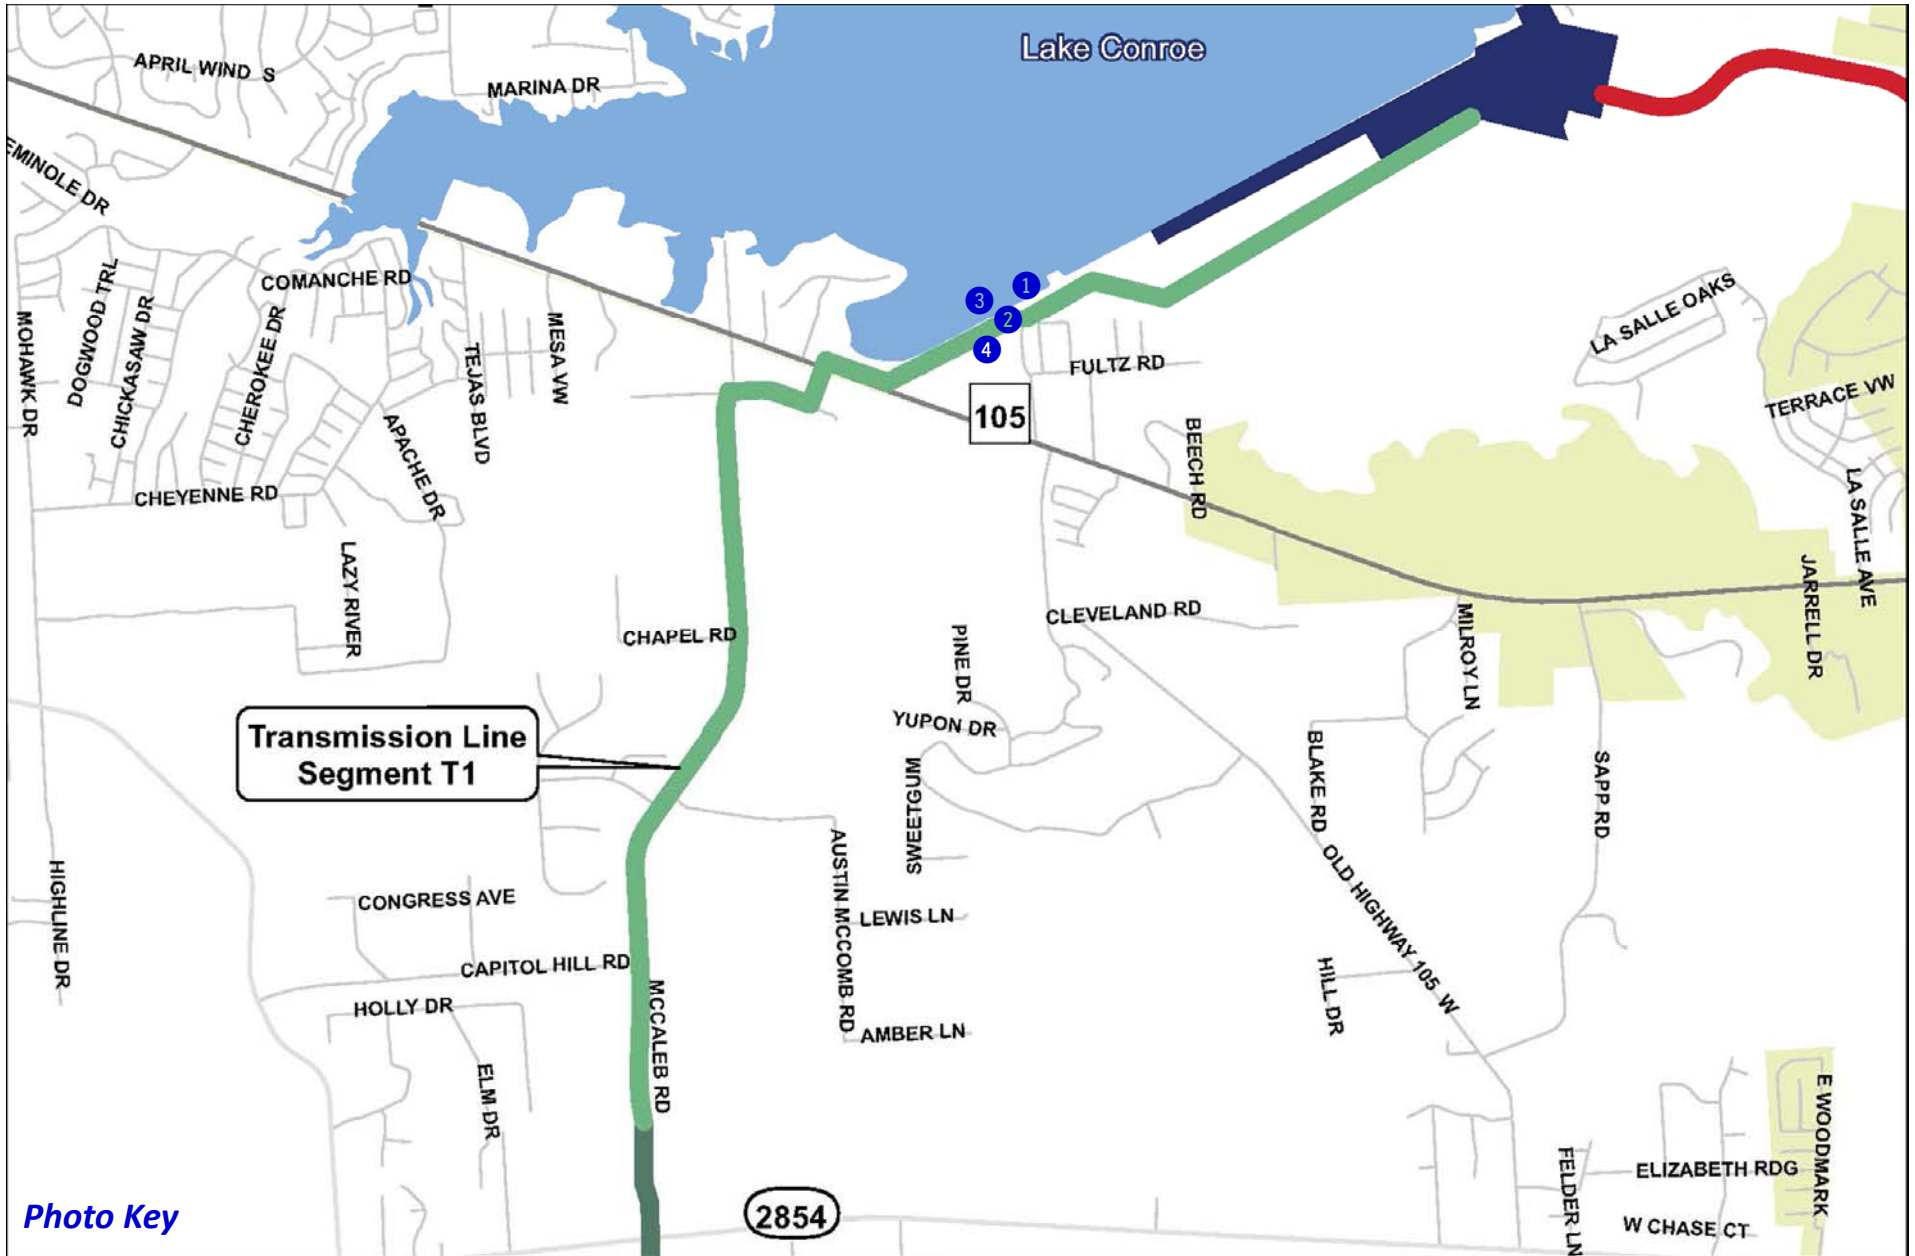 Lake Conroe
APRIL WIND S
MARINA DR
EMINOLE DR
COMANCHE RD
DOGWOOD TRL
CHICKASAW DR
CHEROKEE DR
MOHAWK DR
TEJAS BLVD
MESA VW
APACHE DR
CHEYENNE RD
1
3
2
4
FULTZ RD
105
LA SALLE OAKS
TERRACE VW
BEECH RD
LA SALLE AVE
JARRELL DR
LAZY RIVER
CHAPEL RD
CLEVELAND RD
PINE DR
MILROY LN
YUPON DR
Transmission Line
Segment T1
SWEETGUM
BLAKE RD
SAPP RD
HIGHLINE DR
AUSTIN MCCOMB RD
OLD HIGHWAY 105 W
CONGRESS AVE
LEWIS LN
CAPITOL HILL RD
HOLLY DR
MCCALEB RD
HILL DR
AMBER LN
ELM DR
E WOODMARK
FELDER LN
ELIZABETH RDG
W CHASE CT
2854
Photo Key